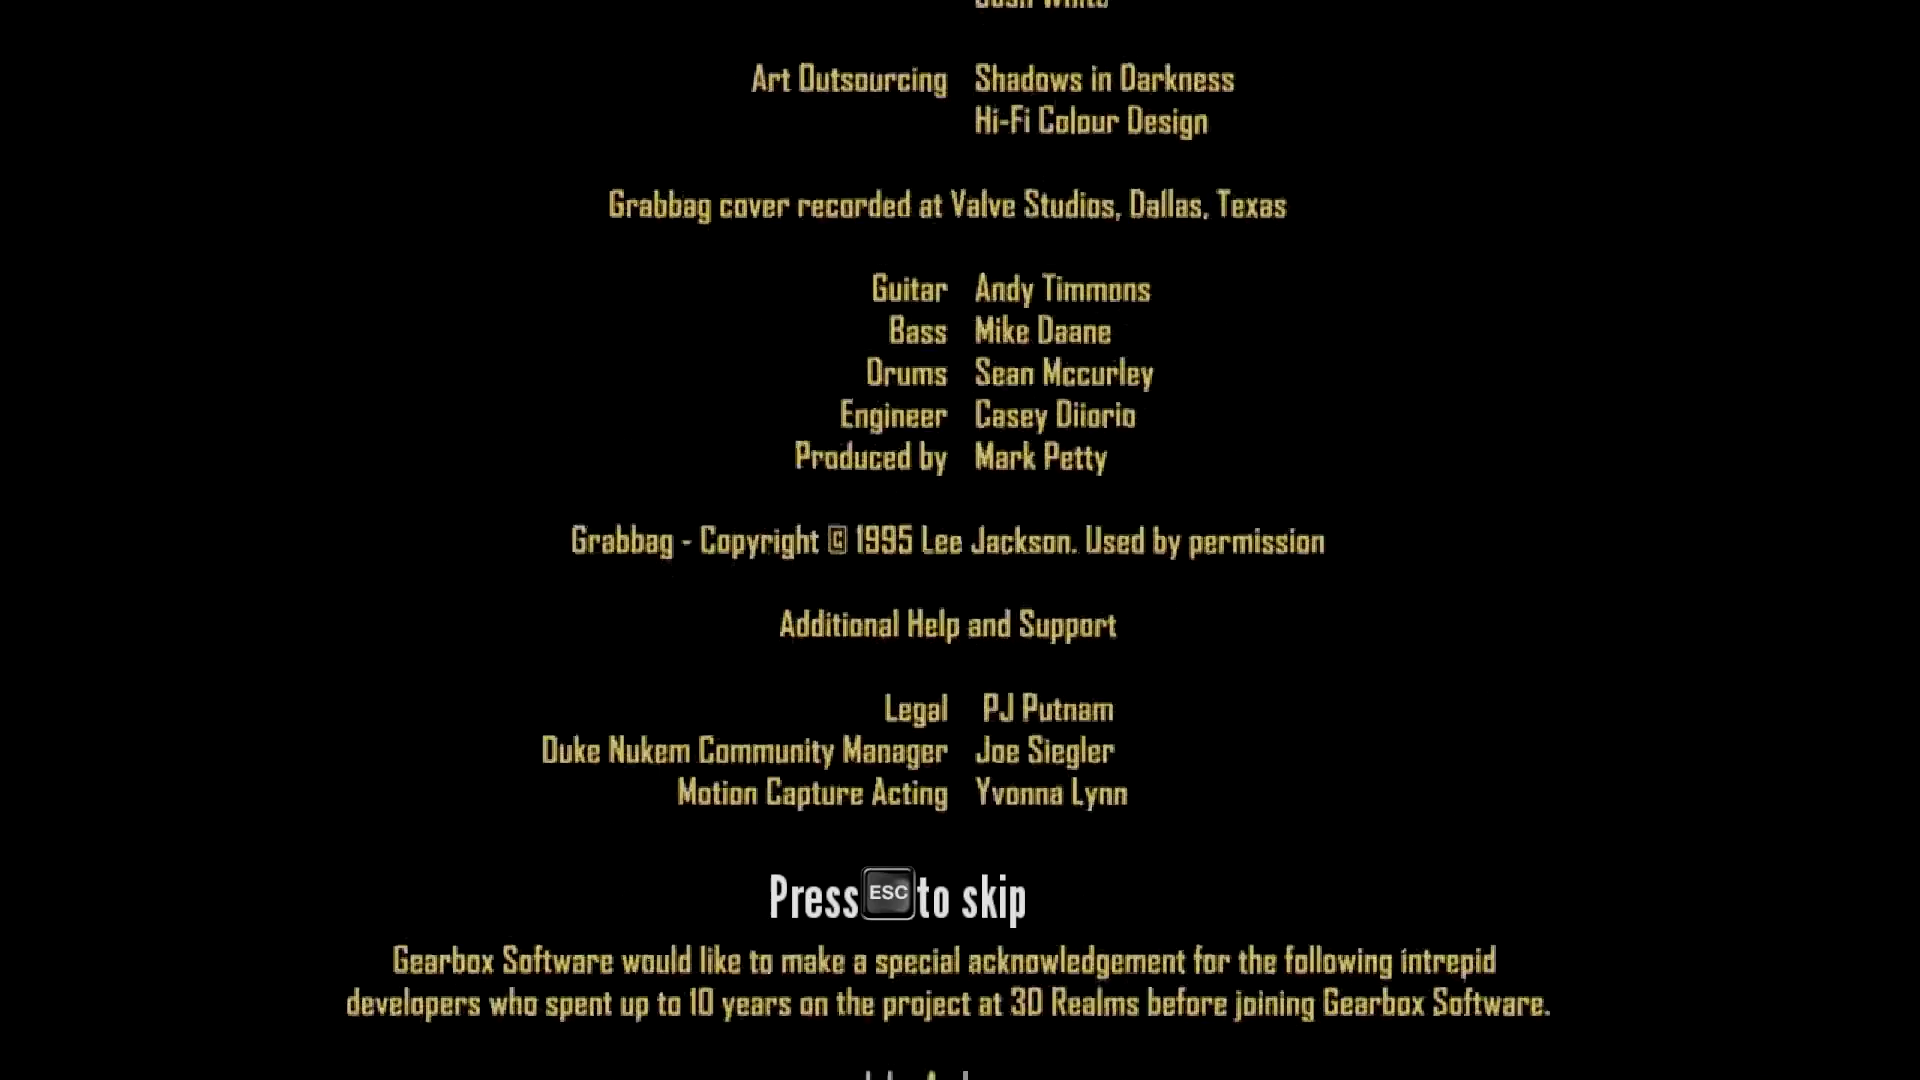 Art Outsourcing Shadows in Darkness
Hi-Fi Colour Design
Grabbag cover recorded at Valve Studios, Dallas, Texas
Guitar Andy Timmons
Bass Mike Daane
Drums Sean Mccurley
Engineer Casey Diiorio
Produced by Mark Petty
Grabbag - Copyright © 1995 Lee Jackson. Used by permission
Additional Help and Support
Legal PJ Putnam
Duke Nukem Community Manager Joe Siegler
Motion Capture Acting Yvonna Lynn
Press ESC to skip
Gearbox Software would like to make a special acknowledgement for the following intrepid
developers who spent up to 10 years on the project at 3D Realms before joining Gearbox Software.